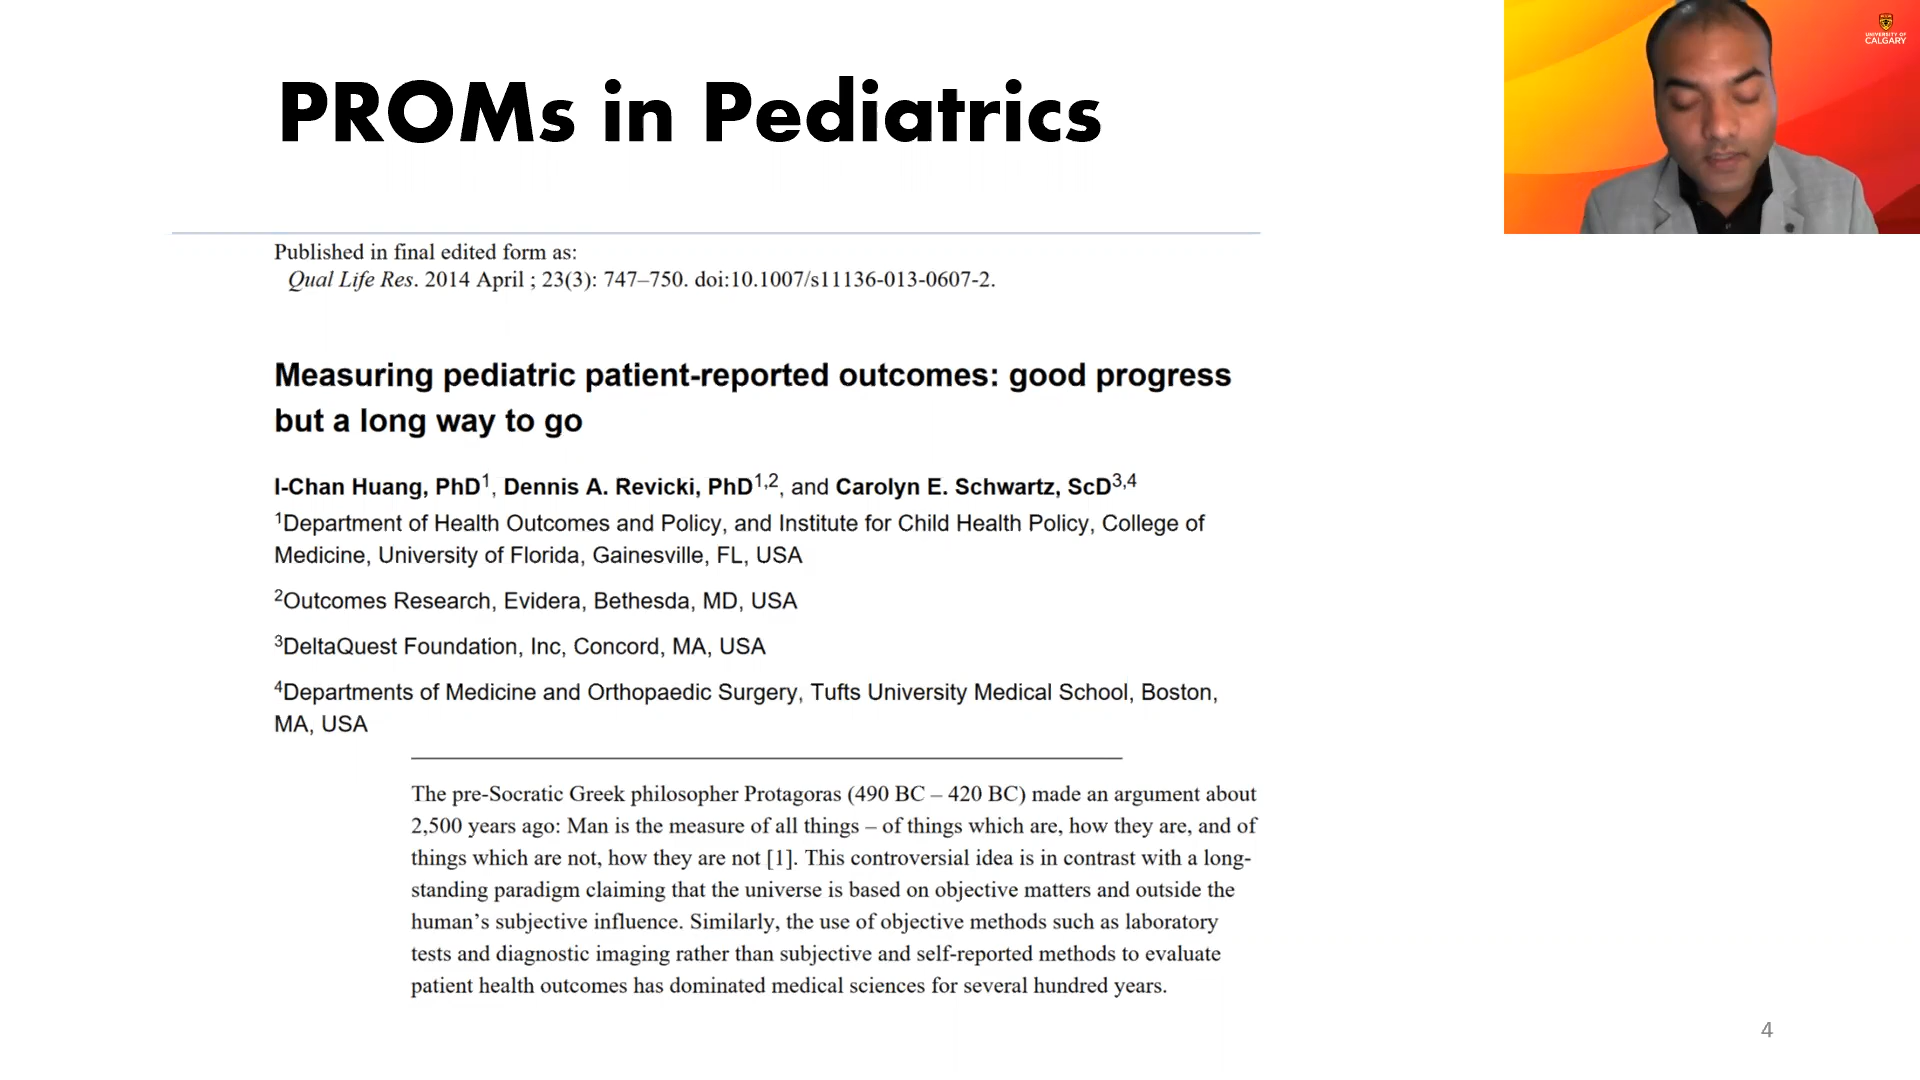 PROMs in Pediatrics
UNIVERSITY OF
CALGARY
Published in final edited form as:
Qual Life Res. 2014 April ; 23(3): 747–750. doi:10.1007/s11136-013-0607-2.
Measuring pediatric patient-reported outcomes: good progress
but a long way to go
I-Chan Huang, PhD1, Dennis A. Revicki, PhD1,2, and Carolyn E. Schwartz, ScD3,4
1Department of Health Outcomes and Policy, and Institute for Child Health Policy, College of
Medicine, University of Florida, Gainesville, FL, USA
2Outcomes Research, Evidera, Bethesda, MD, USA
3DeltaQuest Foundation, Inc, Concord, MA, USA
4Departments of Medicine and Orthopaedic Surgery, Tufts University Medical School, Boston,
MA, USA
The pre-Socratic Greek philosopher Protagoras (490 BC – 420 BC) made an argument about
2,500 years ago: Man is the measure of all things – of things which are, how they are, and of
things which are not, how they are not [1]. This controversial idea is in contrast with a long-
standing paradigm claiming that the universe is based on objective matters and outside the
human’s subjective influence. Similarly, the use of objective methods such as laboratory
tests and diagnostic imaging rather than subjective and self-reported methods to evaluate
patient health outcomes has dominated medical sciences for several hundred years.
4